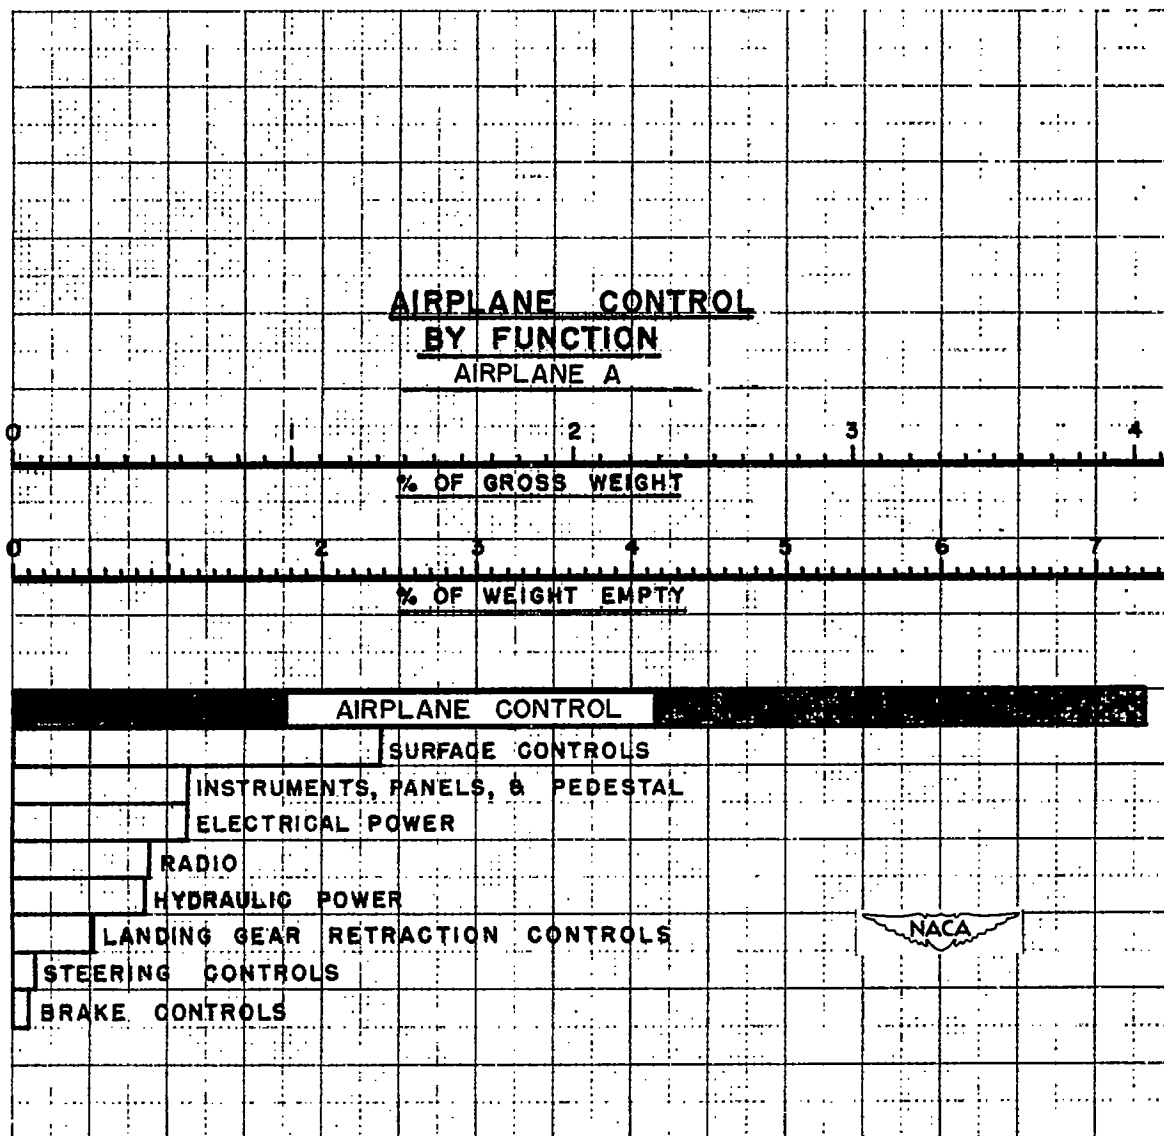 AIRPLANE CONTROL
BY FUNCTION
AIRPLANE A
0 1 2 3 4
% OF GROSS WEIGHT
0 1 2 3 4 5 6 7
% OF WEIGHT EMPTY
AIRPLANE CONTROL
SURFACE CONTROLS
INSTRUMENTS, PANELS, & PEDESTAL
ELECTRICAL POWER
RADIO
HYDRAULIC POWER
LANDING GEAR RETRACTION CONTROLS
NACA
STEERING CONTROLS
BRAKE CONTROLS